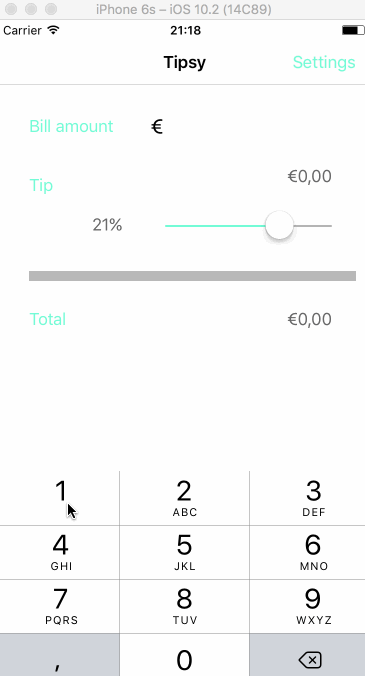 iPhone 6s – iOS 10.2 (14C89)
Carrier 21:18
Tipsy Settings
Bill amount €
€0,00
Tip
21%
Total €0,00
1 2 3
ABC DEF
4 5 6
GHI JKL MNO
7 8 9
PQRS TUV WXYZ
, 0